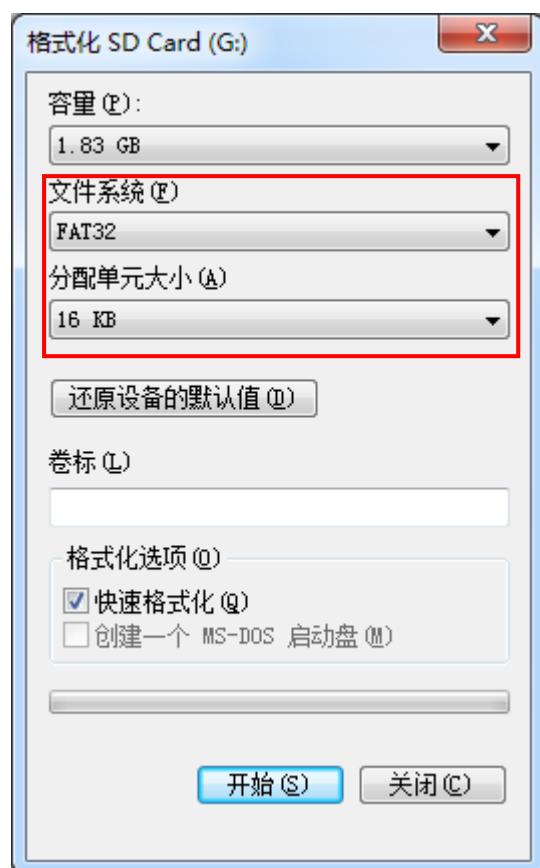 格式化 SD Card (G:)
容量(P):
1.83 GB
文件系统(F)
FAT32
分配单元大小(A)
16 KB
还原设备的默认值(D)
卷标(L)
格式化选项(O)
快速格式化(Q)
创建一个 MS-DOS 启动盘(M)
开始(S)
关闭(C)